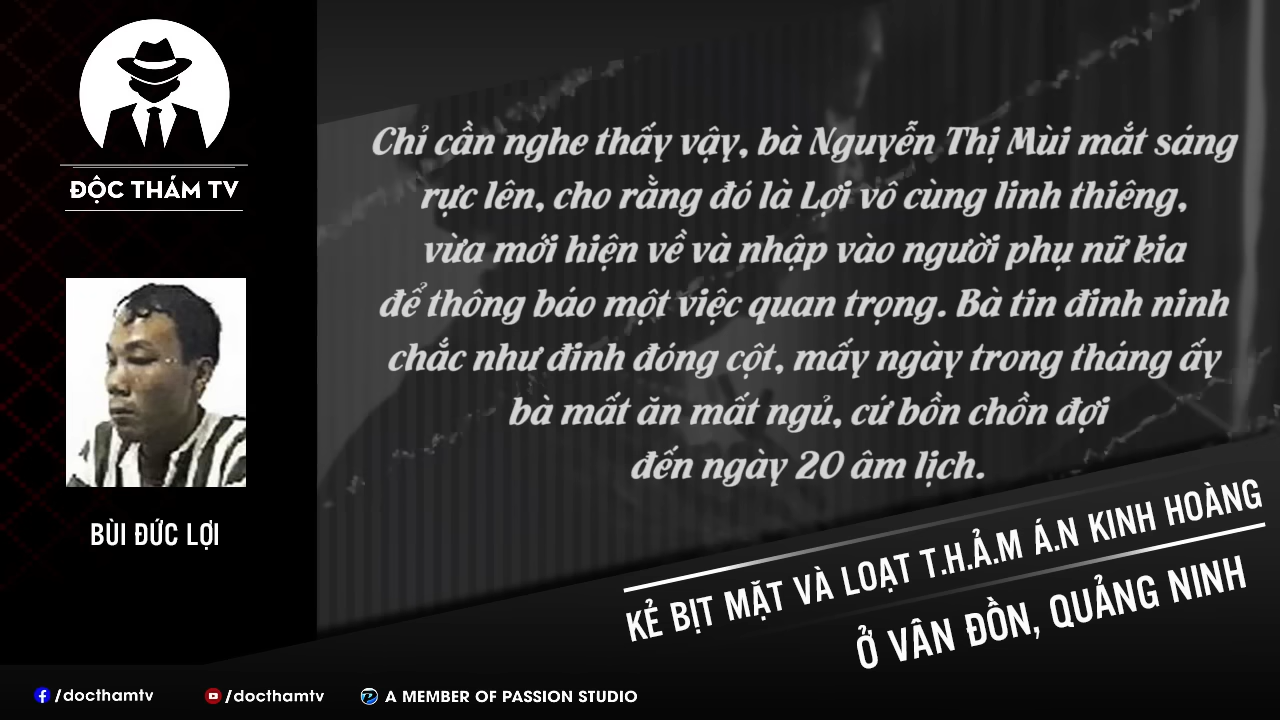 ĐỘC THÁM TV
BÙI ĐỨC LỢI
Chỉ cần nghe thấy vậy, bà Nguyễn Thị Mùi mắt sáng
rực lên, cho rằng đó là Lợi vô cùng linh thiêng,
vừa mới hiện về và nhập vào người phụ nữ kia
để thông báo một việc quan trọng. Bà tin đinh ninh
chắc như đinh đóng cột, mấy ngày trong tháng ấy
bà mất ăn mất ngủ, cứ bồn chồn đợi
đến ngày 20 âm lịch.
KẺ BỊT MẶT VÀ LOẠT T.H.Ả.M Á.N KINH HOÀNG
Ở VÂN ĐỒN, QUẢNG NINH
/docthamtv
/docthamtv
A MEMBER OF PASSION STUDIO